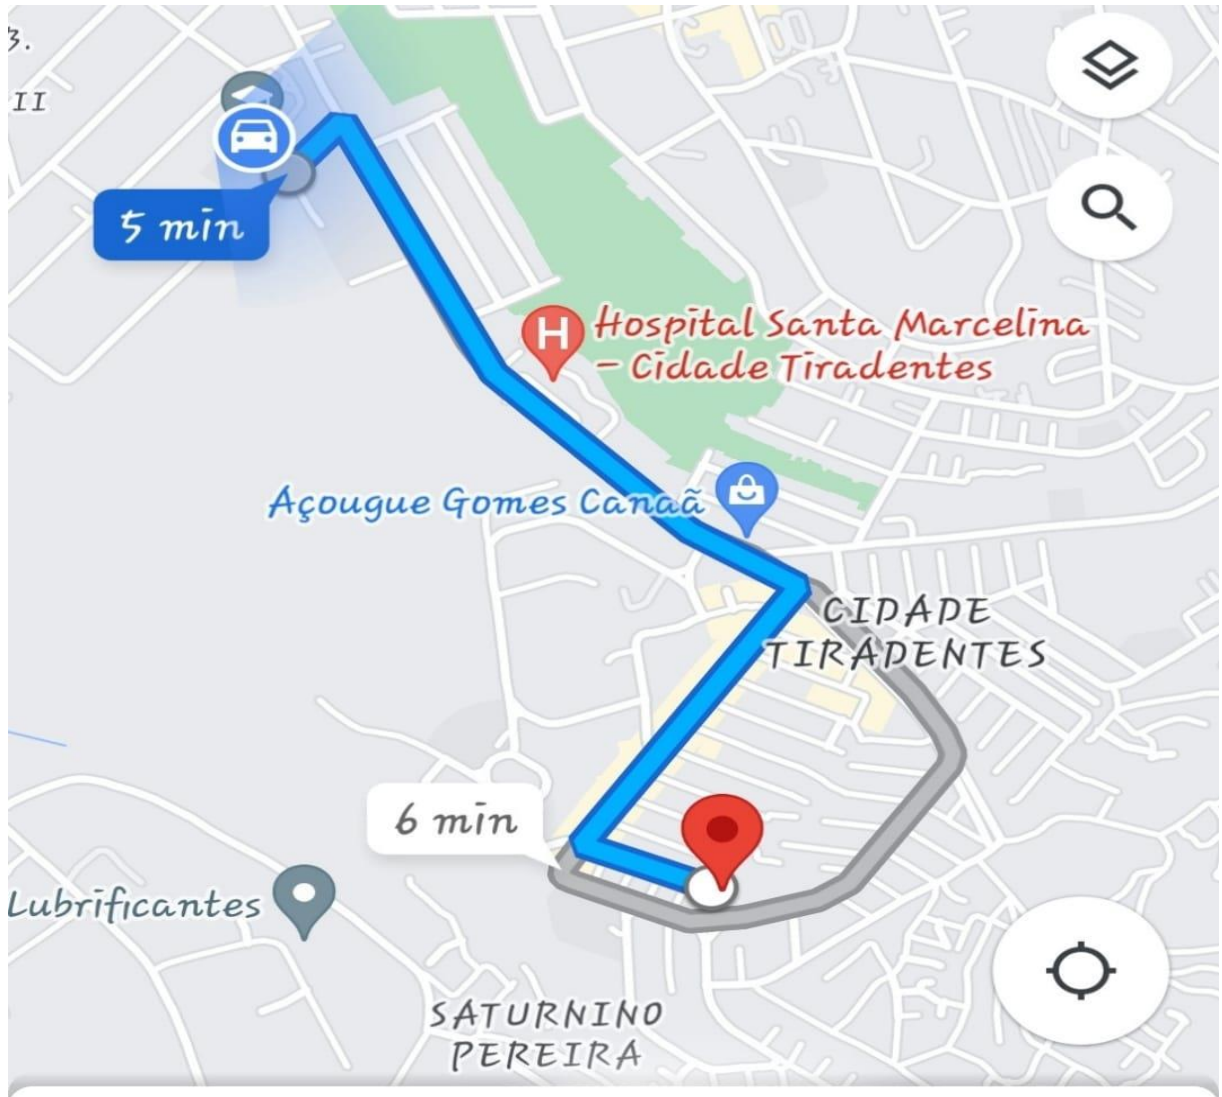 3.
II
5 min
H
Hospital Santa Marcelina
- Cidade Tiradentes
Açougue Gomes Canaã
CIDADE
TIRADENTES
6 min
Lubrificantes
SATURNINO
PEREIRA